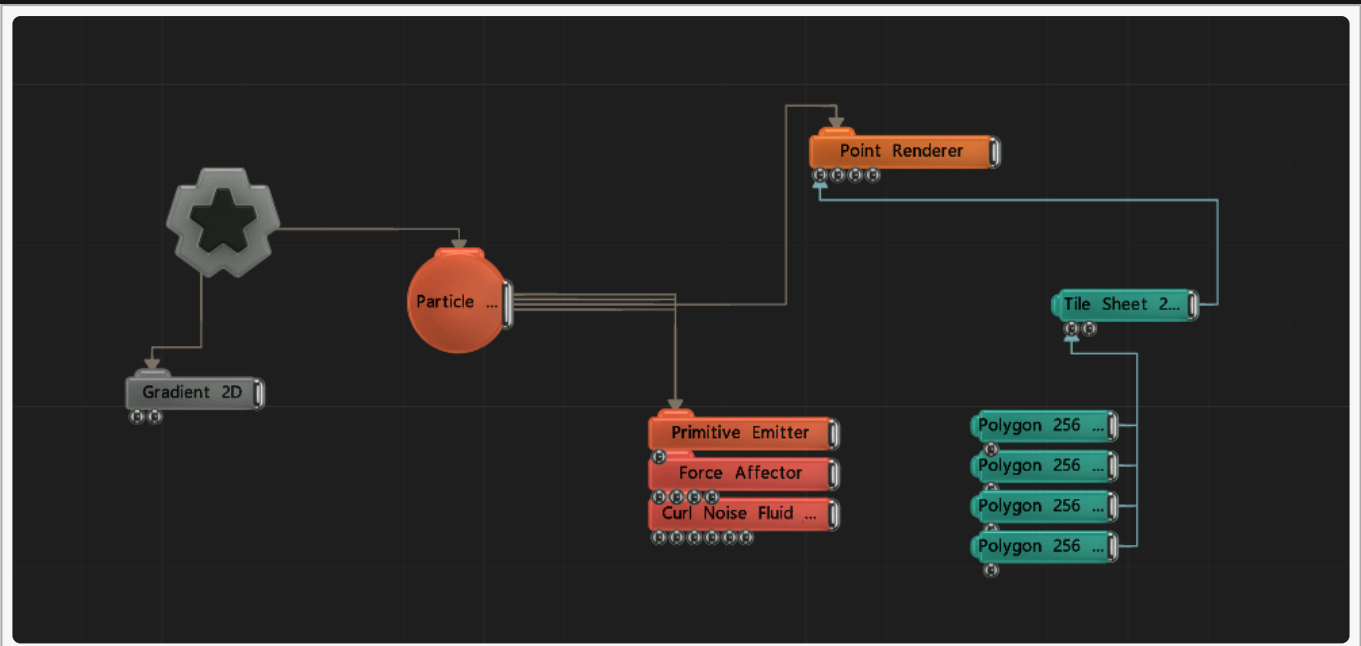 Point Renderer
Particle ...
Tile Sheet 2...
Gradient 2D
Primitive Emitter
Force Affector
Curl Noise Fluid ...
Polygon 256 ...
Polygon 256 ...
Polygon 256 ...
Polygon 256 ...